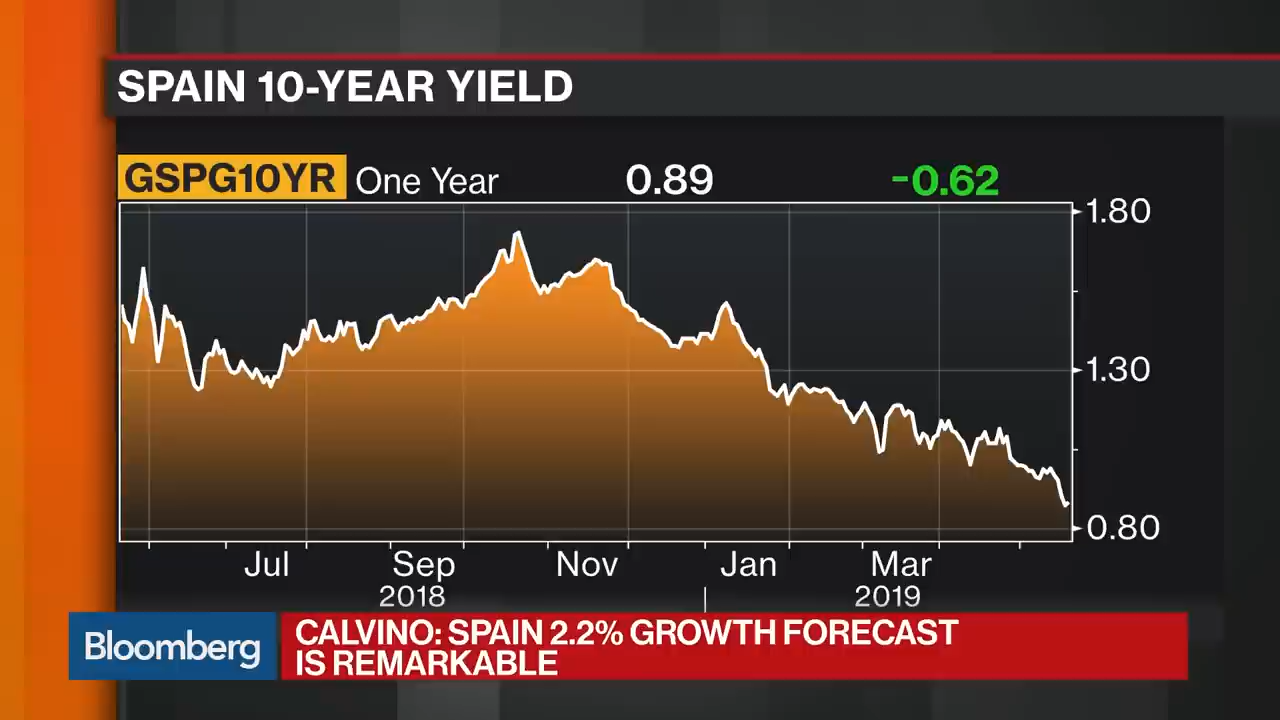 SPAIN 10-YEAR YIELD
GSPG10YR One Year 0.89 -0.62
1.80
1.30
0.80
Jul Sep Nov Jan Mar
2018 2019
Bloomberg
CALVINO: SPAIN 2.2% GROWTH FORECAST
IS REMARKABLE